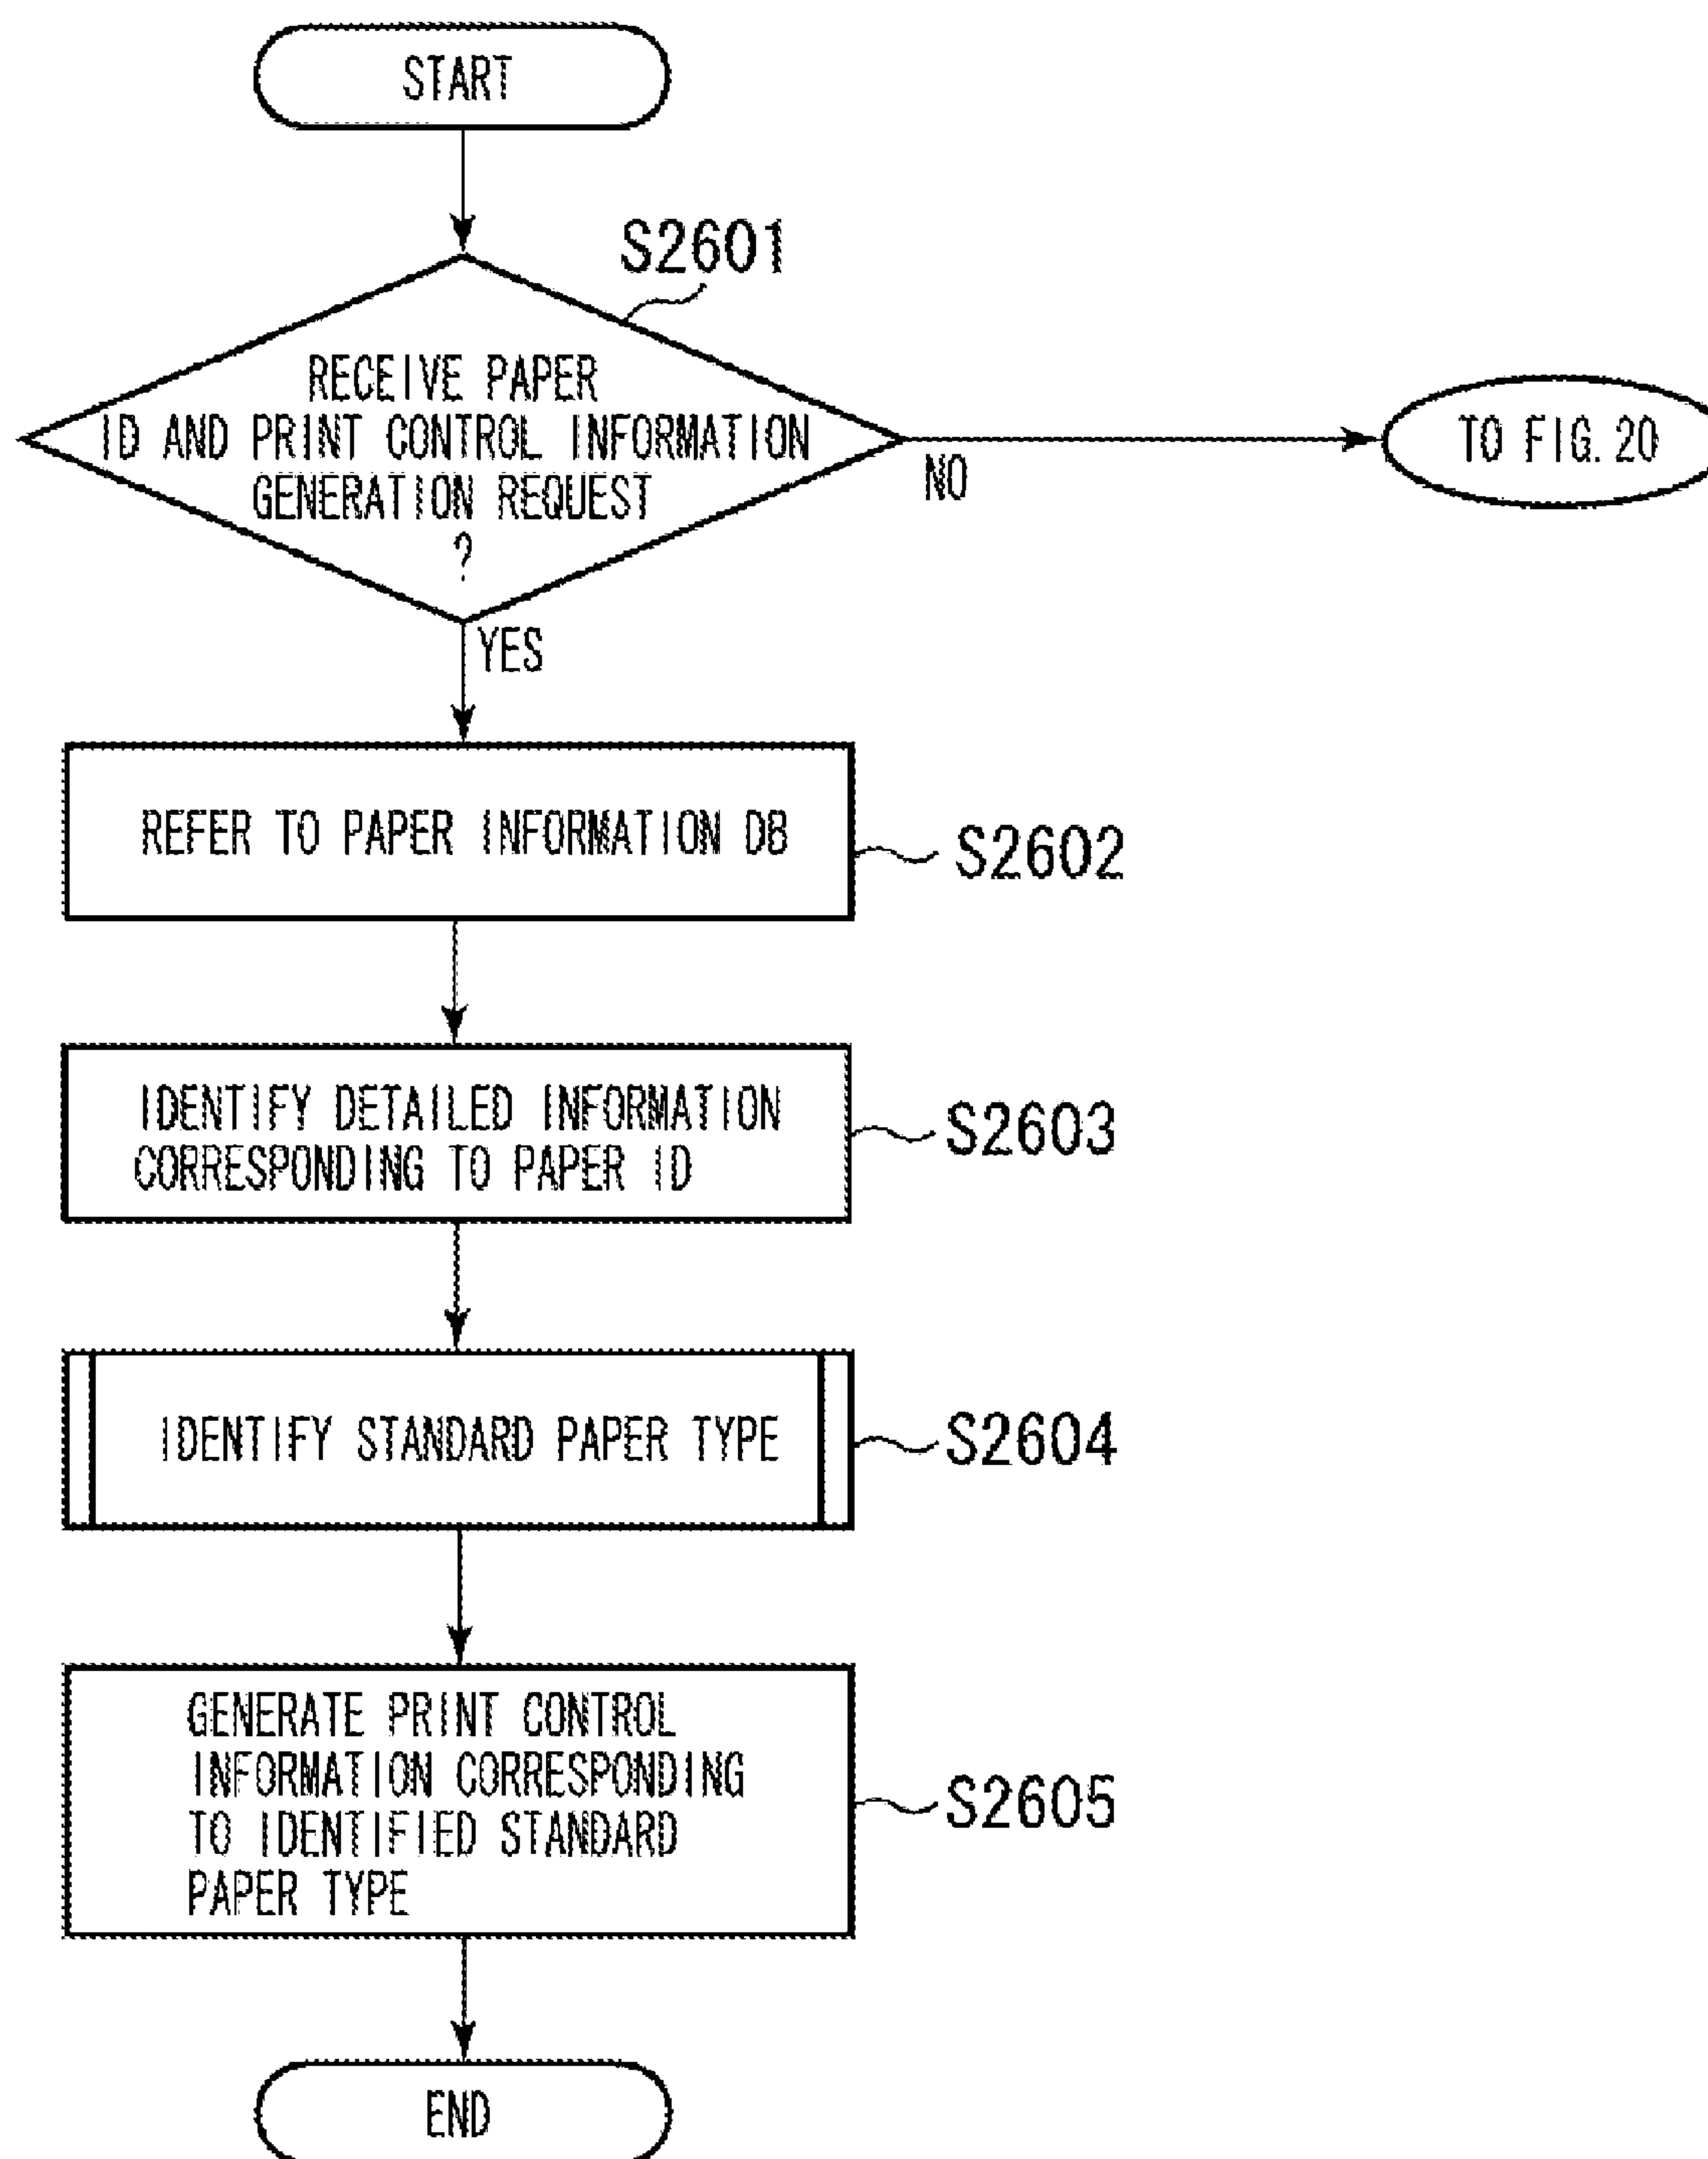 START
S2601
RECEIVE PAPER
ID AND PRINT CONTROL INFORMATION
GENERATION REQUEST
?
NO
TO FIG. 20
YES
REFER TO PAPER INFORMATION DB
S2602
IDENTIFY DETAILED INFORMATION
CORRESPONDING TO PAPER ID
S2603
IDENTIFY STANDARD PAPER TYPE
S2604
GENERATE PRINT CONTROL
INFORMATION CORRESPONDING
TO IDENTIFIED STANDARD
PAPER TYPE
S2605
END